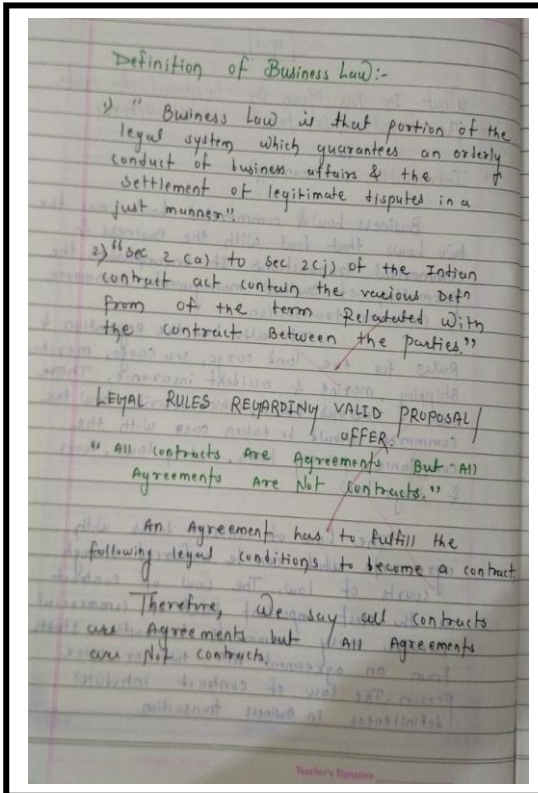 Definition of Business Law:-
1) " Business Law is that portion of the
legal system which guarantees an orderly
conduct of business affairs & the
settlement of legitimate disputes in a
just manner".
2) "Sec 2 (a) to Sec 2(j) of the Indian
contract act contain the various Defn
from of the term Relatated with
the contract Between the parties."
LEGAL RULES REGARDING VALID PROPOSAL/
OFFER.
" All contracts Are Agreements But All
Agreements Are Not contracts."
An Agreement has to fulfill the
following legal conditions to become a contract.
Therefore, We say all contracts
are Agreements but All Agreements
are Not contracts.
Teacher's Signature